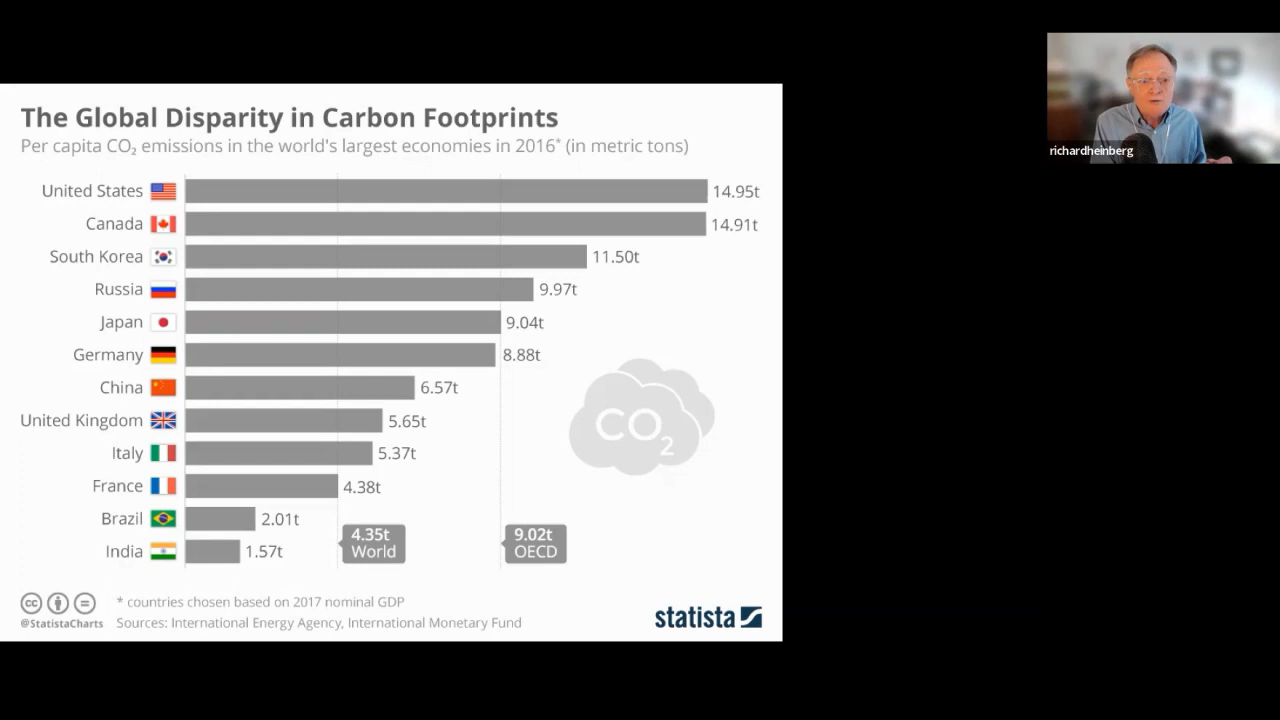 The Global Disparity in Carbon Footprints
Per capita CO₂ emissions in the world's largest economies in 2016* (in metric tons)
United States 14.95t
Canada 14.91t
South Korea 11.50t
Russia 9.97t
Japan 9.04t
Germany 8.88t
China 6.57t
United Kingdom 5.65t
Italy 5.37t
France 4.38t
Brazil 2.01t
India 1.57t
4.35t
World
9.02t
OECD
CO₂
cc
@StatistaCharts
* countries chosen based on 2017 nominal GDP
Sources: International Energy Agency, International Monetary Fund
statista
richardheinberg